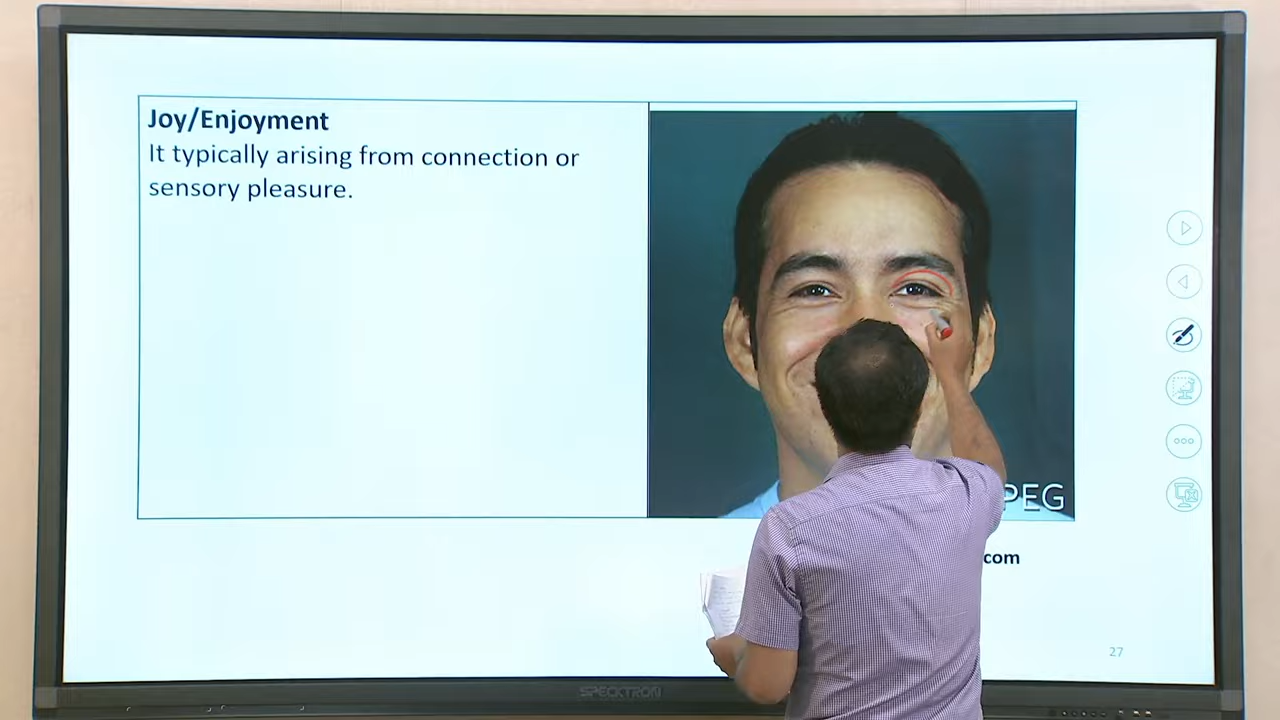 Joy/Enjoyment
It typically arising from connection or
sensory pleasure.
PEG
com
27
SPECKTRON